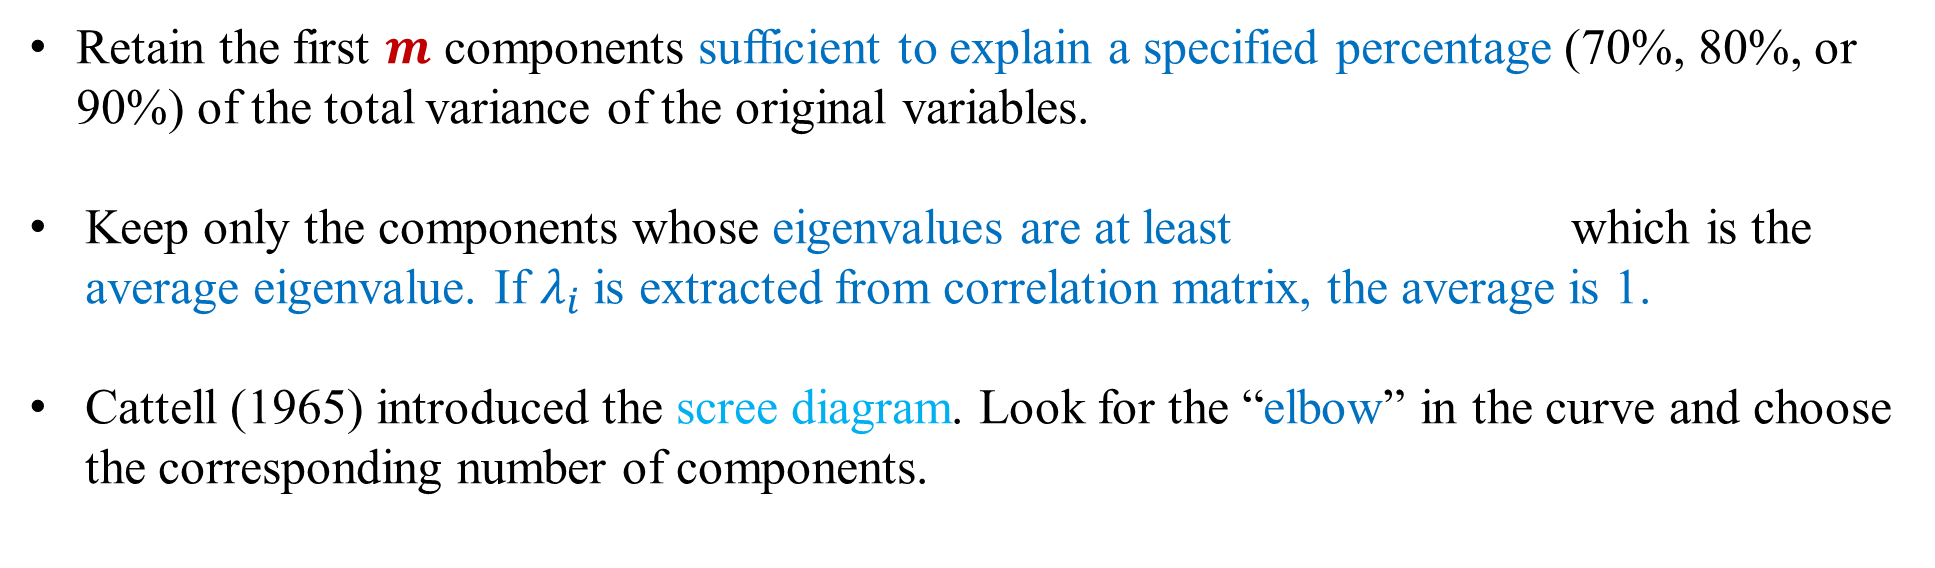 • Retain the first m components sufficient to explain a specified percentage (70%, 80%, or
90%) of the total variance of the original variables.
• Keep only the components whose eigenvalues are at least which is the
average eigenvalue. If λi is extracted from correlation matrix, the average is 1.
• Cattell (1965) introduced the scree diagram. Look for the “elbow” in the curve and choose
the corresponding number of components.